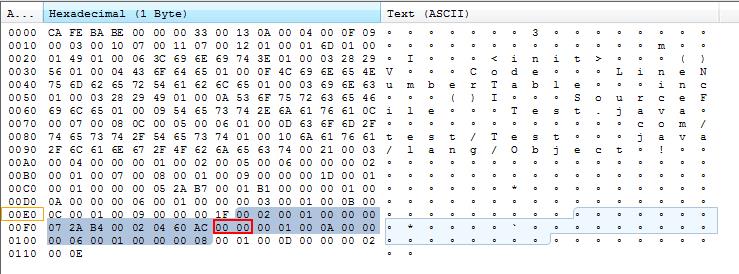 A... Hexadecimal (1 Byte) Text (ASCII)
0000 CA FE BA BE 00 00 00 33 00 13 0A 00 04 00 0F 09 ∘ ∘ ∘ ∘ ∘ ∘ ∘ 3 ∘ ∘ ∘ ∘ ∘ ∘ ∘ ∘
0010 00 03 00 10 07 00 11 07 00 12 01 00 01 6D 01 00 ∘ ∘ ∘ ∘ ∘ ∘ ∘ ∘ ∘ ∘ ∘ ∘ ∘ m ∘ ∘
0020 01 49 01 00 06 3C 69 6E 69 74 3E 01 00 03 28 29 ∘ I ∘ ∘ ∘ < i n i t > ∘ ∘ ∘ ( )
0030 56 01 00 04 43 6F 64 65 01 00 0F 4C 69 6E 65 4E V ∘ ∘ ∘ C o d e ∘ ∘ ∘ L i n e N
0040 75 6D 62 65 72 54 61 62 6C 65 01 00 03 69 6E 63 u m b e r T a b l e ∘ ∘ ∘ i n c
0050 01 00 03 28 29 49 01 00 0A 53 6F 75 72 63 65 46 ∘ ∘ ∘ ( ) I ∘ ∘ ∘ S o u r c e F
0060 69 6C 65 01 00 09 54 65 73 74 2E 6A 61 76 61 0C i l e ∘ ∘ ∘ T e s t . j a v a ∘
0070 00 07 00 08 0C 00 05 00 06 01 00 0D 63 6F 6D 2F ∘ ∘ ∘ ∘ ∘ ∘ ∘ ∘ ∘ ∘ ∘ ∘ c o m /
0080 74 65 73 74 2F 54 65 73 74 01 00 10 6A 61 76 61 t e s t / T e s t ∘ ∘ ∘ j a v a
0090 2F 6C 61 6E 67 2F 4F 62 6A 65 63 74 00 21 00 03 / l a n g / O b j e c t ∘ ! ∘ ∘
00A0 00 04 00 00 00 01 00 02 00 05 00 06 00 00 00 02 ∘ ∘ ∘ ∘ ∘ ∘ ∘ ∘ ∘ ∘ ∘ ∘ ∘ ∘ ∘ ∘
00B0 00 01 00 07 00 08 00 01 00 09 00 00 00 1D 00 01 ∘ ∘ ∘ ∘ ∘ ∘ ∘ ∘ ∘ ∘ ∘ ∘ ∘ ∘ ∘ ∘
00C0 00 01 00 00 00 05 2A B7 00 01 B1 00 00 00 01 00 ∘ ∘ ∘ ∘ ∘ ∘ * ∘ ∘ ∘ ∘ ∘ ∘ ∘ ∘ ∘
00D0 0A 00 00 00 06 00 01 00 00 00 03 00 01 00 0B 00 ∘ ∘ ∘ ∘ ∘ ∘ ∘ ∘ ∘ ∘ ∘ ∘ ∘ ∘ ∘ ∘
00E0 0C 00 01 00 09 00 00 00 1F 00 02 00 01 00 00 00 ∘ ∘ ∘ ∘ ∘ ∘ ∘ ∘ ∘ ∘ ∘ ∘ ∘ ∘ ∘ ∘
00F0 07 2A B4 00 02 04 60 AC 00 00 00 01 00 0A 00 00 ∘ * ∘ ∘ ∘ ∘ ` ∘ ∘ ∘ ∘ ∘ ∘ ∘ ∘ ∘
0100 00 06 00 01 00 00 00 08 00 01 00 0D 00 00 00 02 ∘ ∘ ∘ ∘ ∘ ∘ ∘ ∘ ∘ ∘ ∘ ∘ ∘ ∘ ∘ ∘
0110 00 0E ∘ ∘